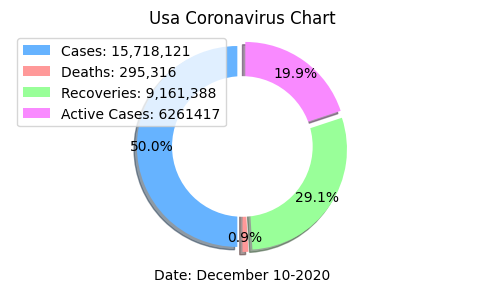 Usa Coronavirus Chart
Cases: 15,718,121
Deaths: 295,316
Recoveries: 9,161,388
Active Cases: 6261417
19.9%
50.0%
29.1%
0.9%
Date: December 10-2020